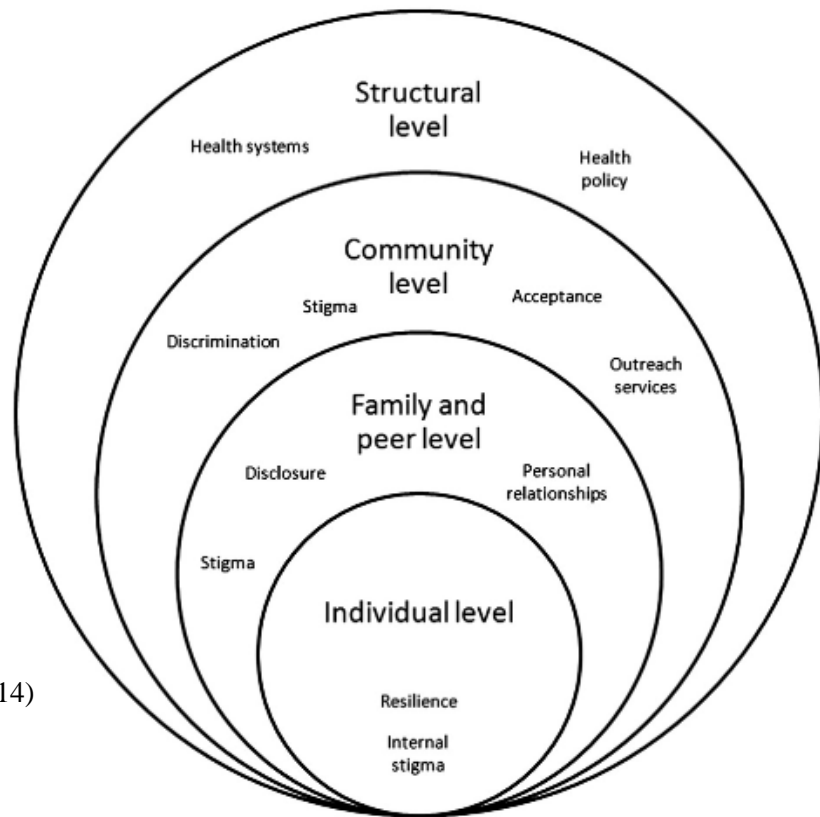 Structural
level
Health systems
Health
policy
Community
level
Stigma
Acceptance
Discrimination
Outreach
services
Family and
peer level
Disclosure
Personal
relationships
Stigma
Individual level
14)
Resilience
Internal
stigma